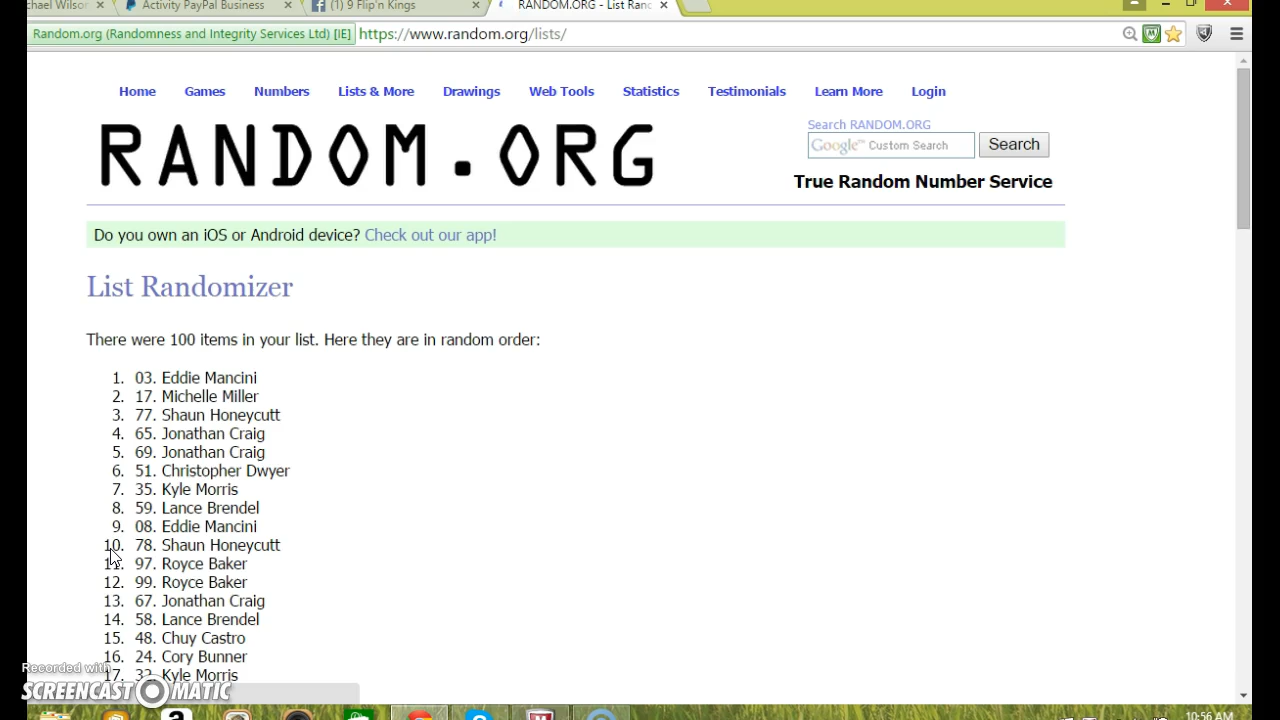 chael Wilson
Activity PayPal Business
(1) 9 Flip'n Kings
RANDOM.ORG - List Ran
Random.org (Randomness and Integrity Services Ltd) [IE] https://www.random.org/lists/
Home Games Numbers Lists & More Drawings Web Tools Statistics Testimonials Learn More Login
RANDOM.ORG
Search RANDOM.ORG
Google™ Custom Search Search
True Random Number Service
Do you own an iOS or Android device? Check out our app!
List Randomizer
There were 100 items in your list. Here they are in random order:
1. 03. Eddie Mancini
2. 17. Michelle Miller
3. 77. Shaun Honeycutt
4. 65. Jonathan Craig
5. 69. Jonathan Craig
6. 51. Christopher Dwyer
7. 35. Kyle Morris
8. 59. Lance Brendel
9. 08. Eddie Mancini
10. 78. Shaun Honeycutt
11. 97. Royce Baker
12. 99. Royce Baker
13. 67. Jonathan Craig
14. 58. Lance Brendel
15. 48. Chuy Castro
16. 24. Cory Bunner
17. 32. Kyle Morris
Recorded with
SCREENCAST MATIC
10:56 AM